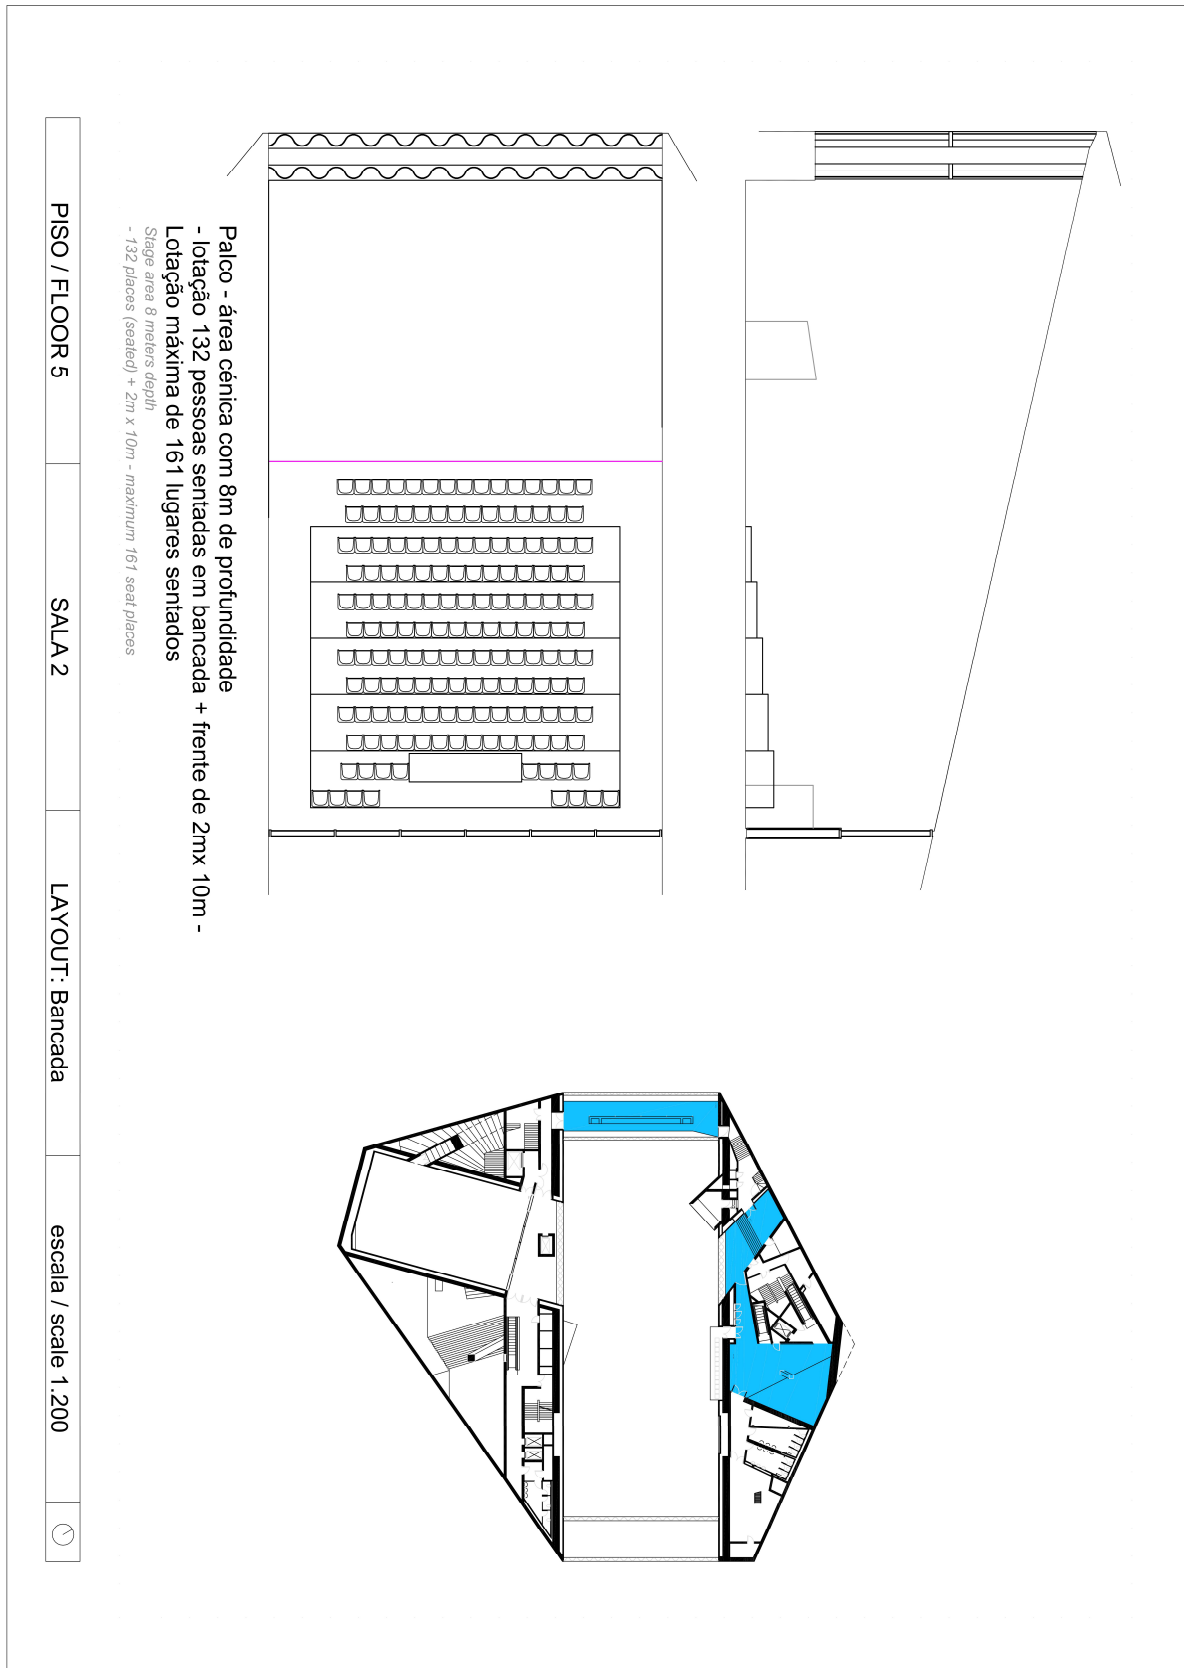 Palco - área cénica com 8m de profundidade
- lotação 132 pessoas sentadas em bancada + frente de 2mx 10m -
Lotação máxima de 161 lugares sentados
Stage area 8 meters depth
- 132 places (seated) + 2m x 10m - maximum 161 seat places
PISO / FLOOR 5
SALA 2
LAYOUT: Bancada
escala / scale 1.200